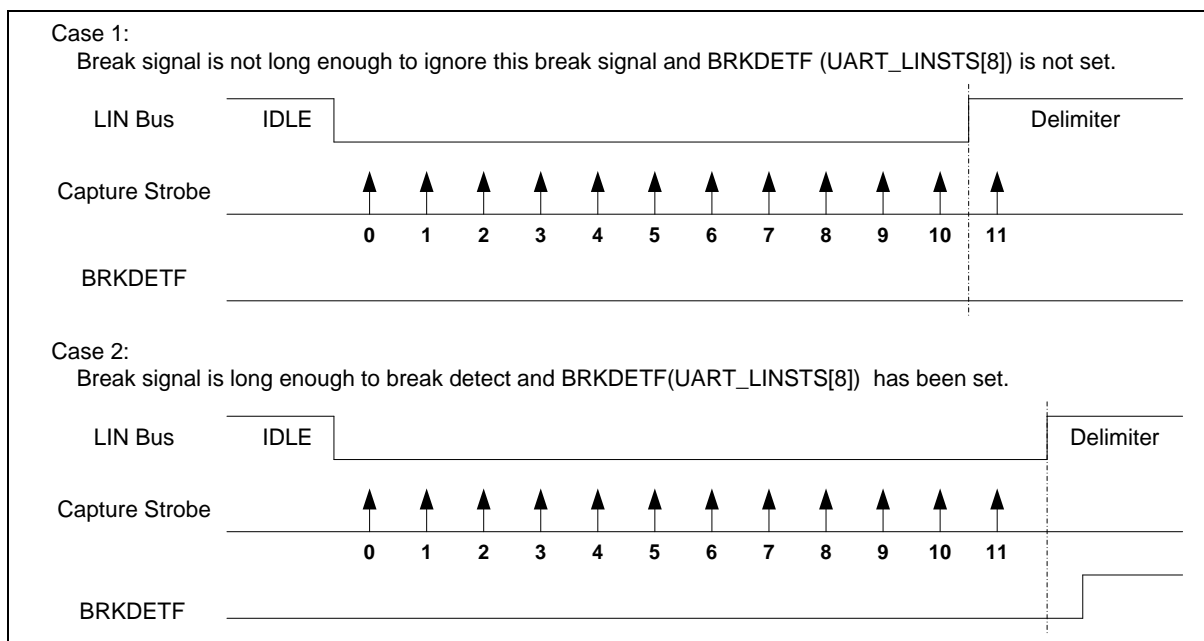 Case 1:
Break signal is not long enough to ignore this break signal and BRKDETF (UART_LINSTS[8]) is not set.
LIN Bus IDLE Delimiter
Capture Strobe
0 1 2 3 4 5 6 7 8 9 10 11
BRKDETF
Case 2:
Break signal is long enough to break detect and BRKDETF(UART_LINSTS[8]) has been set.
LIN Bus IDLE Delimiter
Capture Strobe
0 1 2 3 4 5 6 7 8 9 10 11
BRKDETF